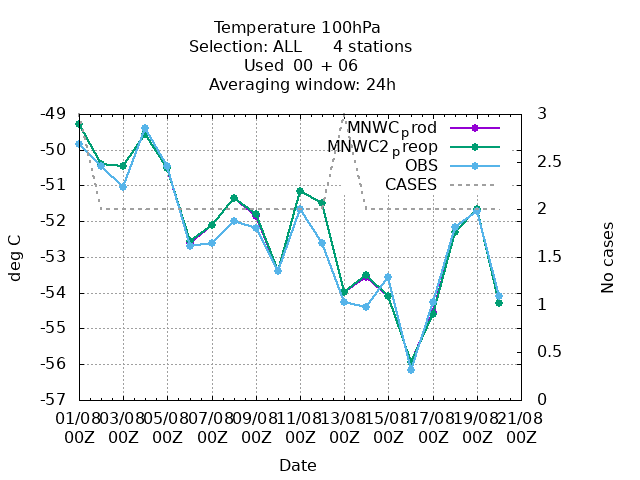 Temperature 100hPa
Selection: ALL 4 stations
Used 00 + 06
Averaging window: 24h
-49
-50
-51
-52
-53
-54
-55
-56
-57
deg C
3
2.5
2
1.5
1
0.5
0
No cases
MNWC_prod
MNWC2_preop
OBS
CASES
01/08 03/08 05/08 07/08 09/08 11/08 13/08 15/08 17/08 19/08 21/08
00Z 00Z 00Z 00Z 00Z 00Z 00Z 00Z 00Z 00Z 00Z
Date